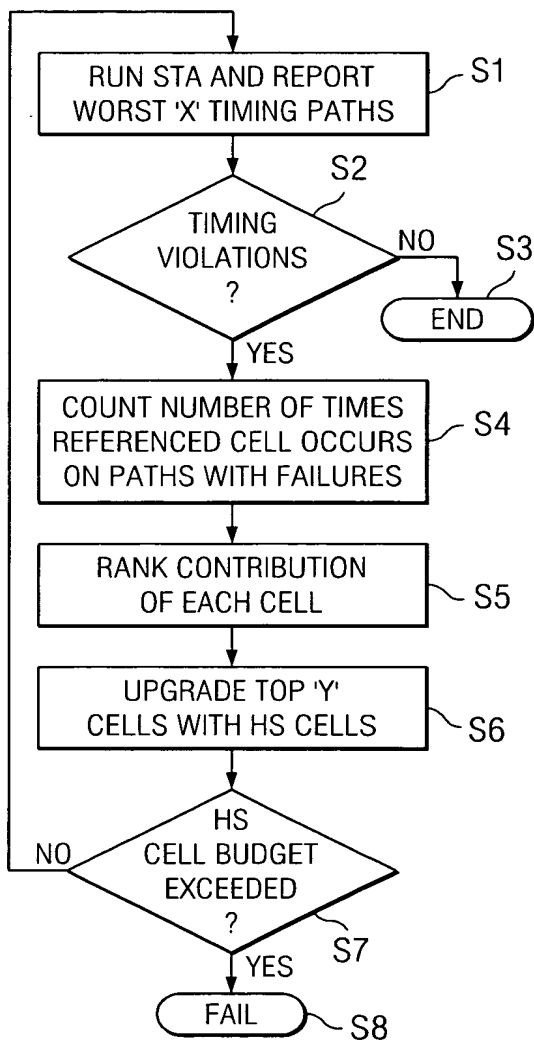 RUN STA AND REPORT
WORST 'X' TIMING PATHS
S1
S2
TIMING
VIOLATIONS
?
NO
S3
END
YES
COUNT NUMBER OF TIMES
REFERENCED CELL OCCURS
ON PATHS WITH FAILURES
S4
RANK CONTRIBUTION
OF EACH CELL
S5
UPGRADE TOP 'Y'
CELLS WITH HS CELLS
S6
HS
CELL BUDGET
EXCEEDED
?
NO
S7
YES
FAIL
S8